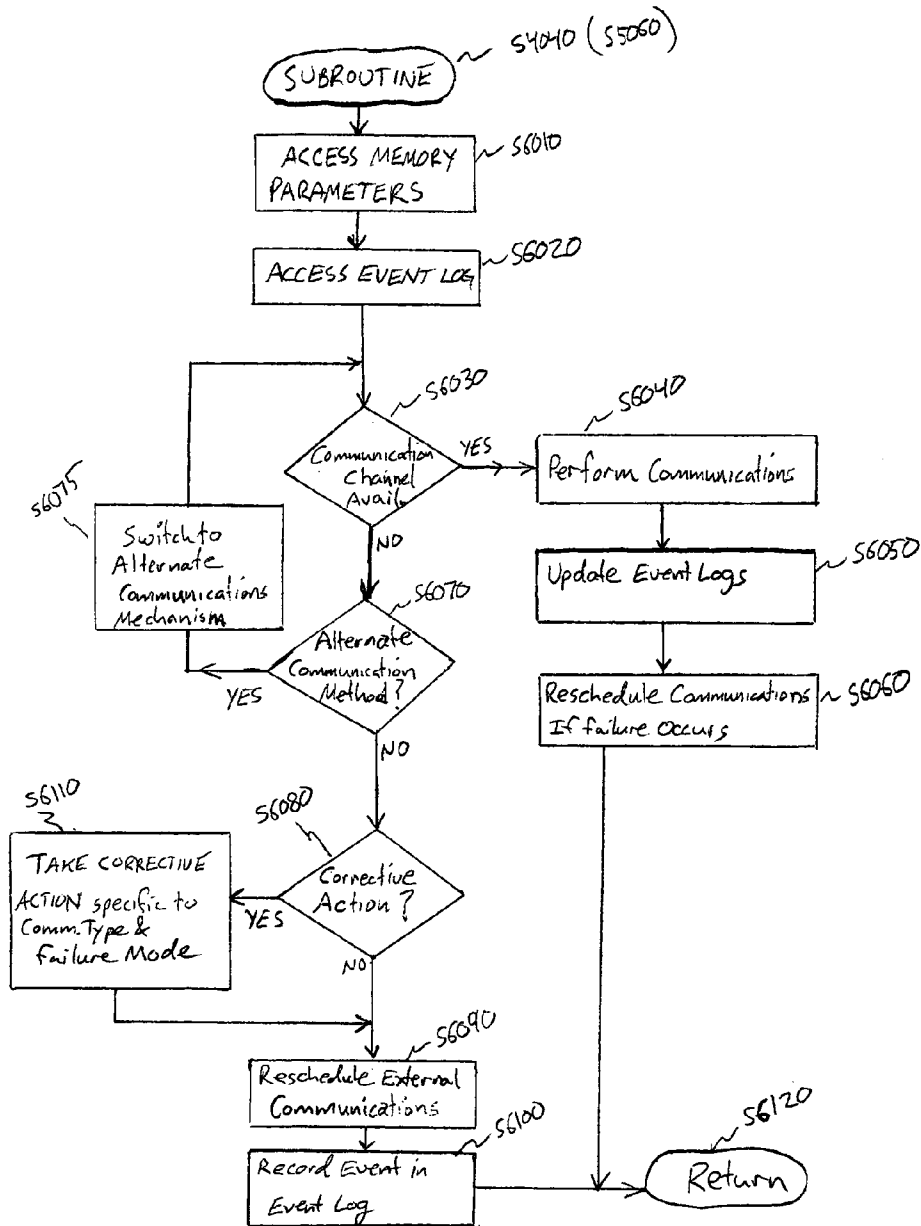 S4040 (S5060)
SUBROUTINE
S6010
ACCESS MEMORY
PARAMETERS
S6020
ACCESS EVENT LOG
S6030
Communication
Channel
Avail.
YES
NO
S6040
Perform Communications
S6050
Update Event Logs
S6060
Reschedule Communications
If failure Occurs
S6075
Switch to
Alternate
Communications
Mechanism
S6070
Alternate
Communication
Method?
YES
NO
S6080
Corrective
Action?
YES
NO
S6110
TAKE CORRECTIVE
ACTION specific to
Comm. Type &
Failure Mode
S6090
Reschedule External
Communications
S6100
Record Event in
Event Log
S6120
Return